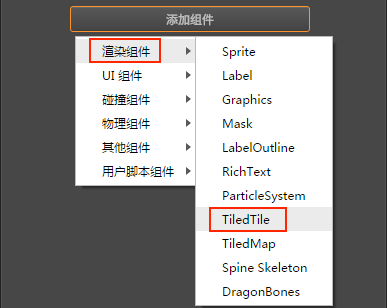 添加组件
渲染组件
UI 组件
碰撞组件
物理组件
其他组件
用户脚本组件
Sprite
Label
Graphics
Mask
LabelOutline
RichText
ParticleSystem
TiledTile
TiledMap
Spine Skeleton
DragonBones